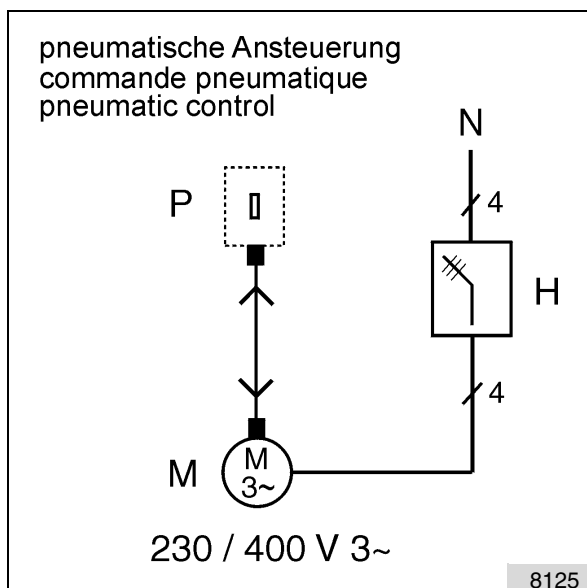 pneumatische Ansteuerung
commande pneumatique
pneumatic control
N
P
4
H
4
M
M
3~
230 / 400 V 3~
8125